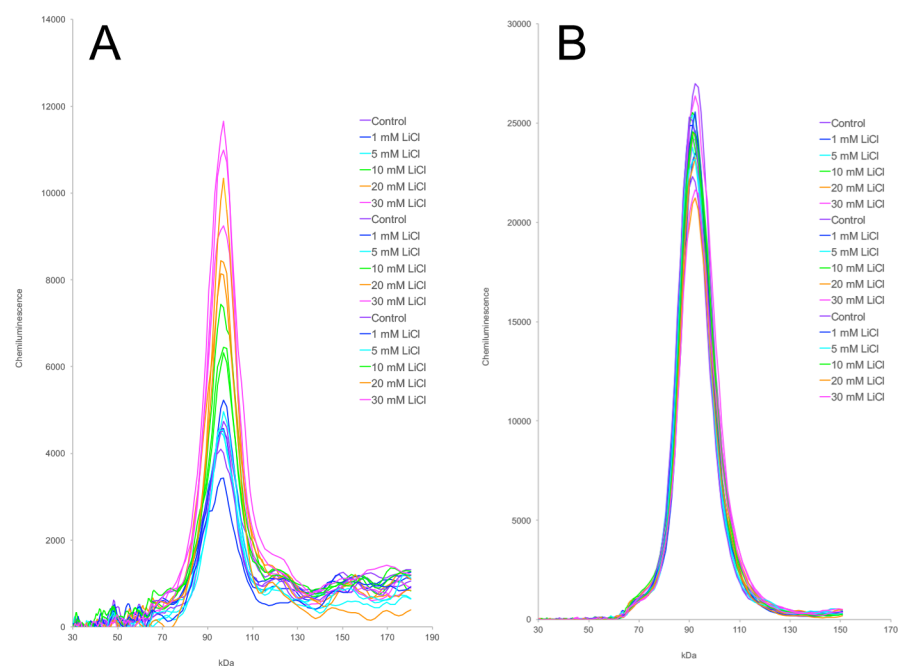 A
14000
12000
10000
8000
6000
4000
2000
0
30 50 70 90 110 130 150 170 190
Chemiluminescence
kDa
Control
1 mM LiCl
5 mM LiCl
10 mM LiCl
20 mM LiCl
30 mM LiCl
Control
1 mM LiCl
5 mM LiCl
10 mM LiCl
20 mM LiCl
30 mM LiCl
Control
1 mM LiCl
5 mM LiCl
10 mM LiCl
20 mM LiCl
30 mM LiCl
B
30000
25000
20000
15000
10000
5000
0
30 50 70 90 110 130 150 170
Chemiluminescence
kDa
Control
1 mM LiCl
5 mM LiCl
10 mM LiCl
20 mM LiCl
30 mM LiCl
Control
1 mM LiCl
5 mM LiCl
10 mM LiCl
20 mM LiCl
30 mM LiCl
Control
1 mM LiCl
5 mM LiCl
10 mM LiCl
20 mM LiCl
30 mM LiCl